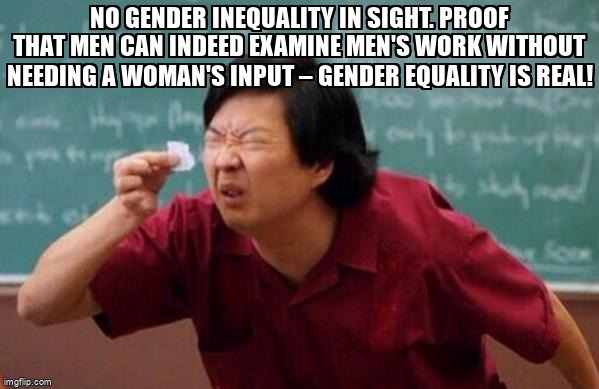 NO GENDER INEQUALITY IN SIGHT. PROOF
THAT MEN CAN INDEED EXAMINE MEN'S WORK WITHOUT
NEEDING A WOMAN'S INPUT – GENDER EQUALITY IS REAL!
imgflip.com